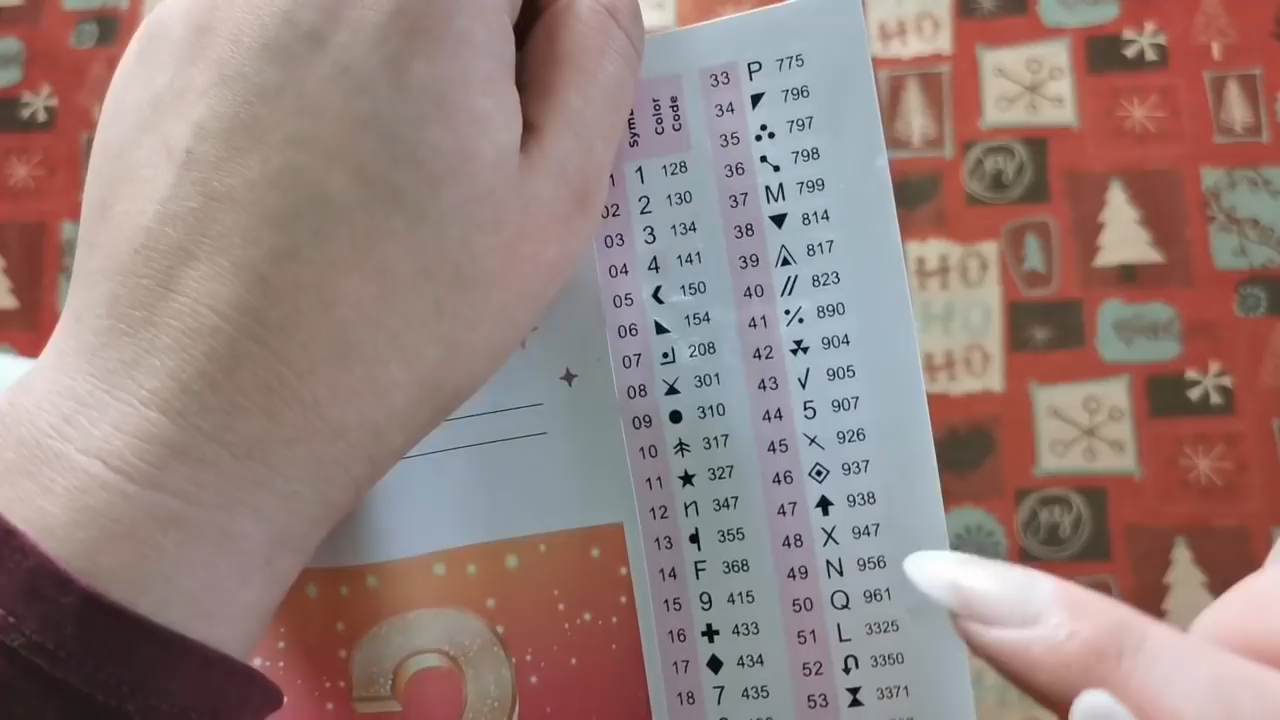 Color Code
1 128
02 2 130
03 3 134
04 4 141
05 150
06 154
07 208
08 301
09 310
10 317
11 ★ 327
12 n 347
13 355
14 F 368
15 9 415
16 ✚ 433
17 ◆ 434
18 7 435
33 P 775
34 796
35 797
36 798
37 M 799
38 ▼ 814
39 817
40 // 823
41 890
42 904
43 √ 905
44 5 907
45 926
46 937
47 938
48 X 947
49 N 956
50 Q 961
51 L 3325
52 3350
53 3371
2
HO
HO
HO
HO
joy
joy